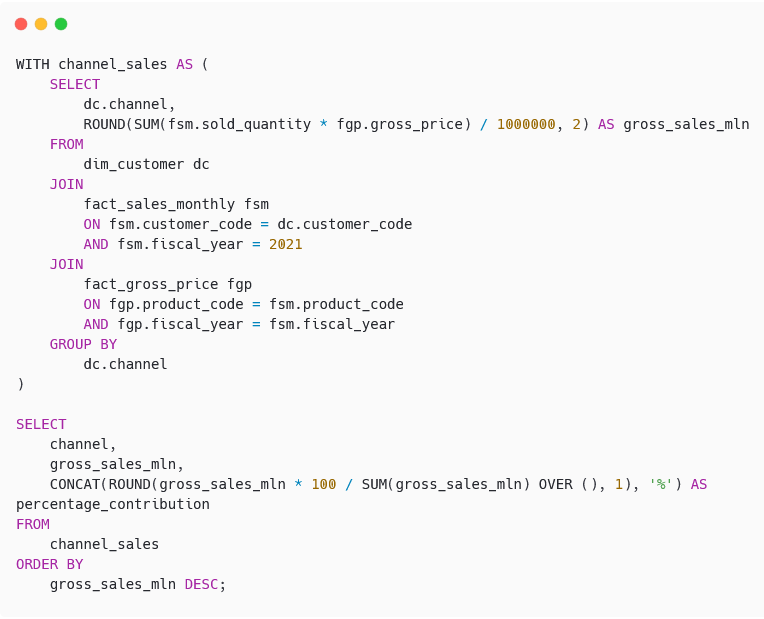 WITH channel_sales AS (
    SELECT
        dc.channel,
        ROUND(SUM(fsm.sold_quantity * fgp.gross_price) / 1000000, 2) AS gross_sales_mln
    FROM
        dim_customer dc
    JOIN
        fact_sales_monthly fsm
        ON fsm.customer_code = dc.customer_code
        AND fsm.fiscal_year = 2021
    JOIN
        fact_gross_price fgp
        ON fgp.product_code = fsm.product_code
        AND fgp.fiscal_year = fsm.fiscal_year
    GROUP BY
        dc.channel
)

SELECT
    channel,
    gross_sales_mln,
    CONCAT(ROUND(gross_sales_mln * 100 / SUM(gross_sales_mln) OVER (), 1), '%') AS
percentage_contribution
FROM
    channel_sales
ORDER BY
    gross_sales_mln DESC;